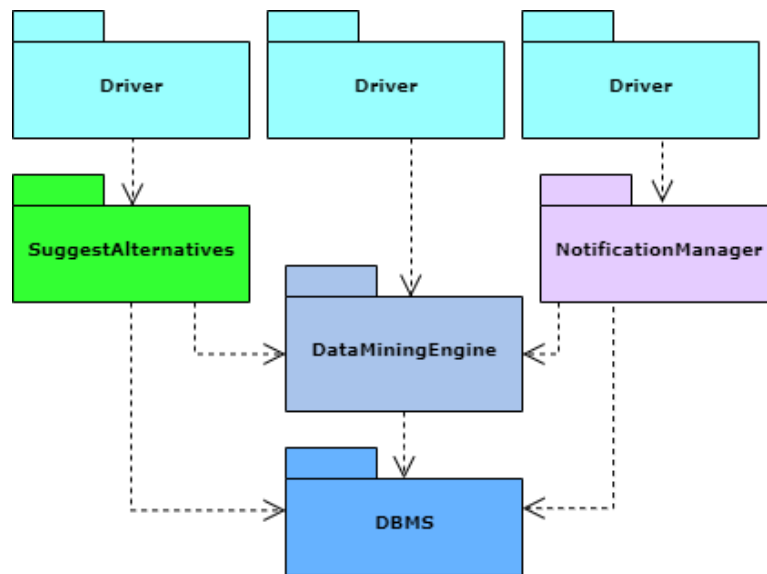 Driver
Driver
Driver
SuggestAlternatives
NotificationManager
DataMiningEngine
DBMS